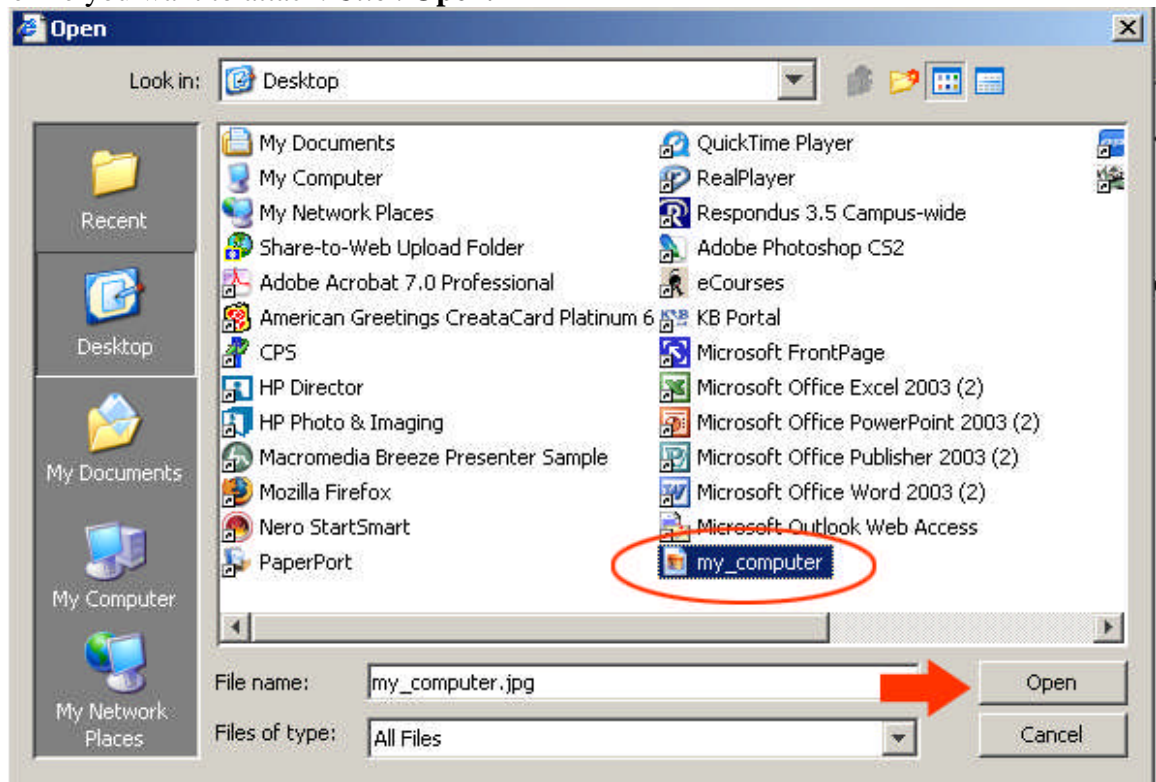 Open
Look in:
Desktop
Recent
Desktop
My Documents
My Computer
My Network
Places
My Documents
My Computer
My Network Places
Share-to-Web Upload Folder
Adobe Acrobat 7.0 Professional
American Greetings CreataCard Platinum 6
CPS
HP Director
HP Photo & Imaging
Macromedia Breeze Presenter Sample
Mozilla Firefox
Nero StartSmart
PaperPort
QuickTime Player
RealPlayer
Respondus 3.5 Campus-wide
Adobe Photoshop CS2
eCourses
KB Portal
Microsoft FrontPage
Microsoft Office Excel 2003 (2)
Microsoft Office PowerPoint 2003 (2)
Microsoft Office Publisher 2003 (2)
Microsoft Office Word 2003 (2)
Microsoft Outlook Web Access
my_computer
File name:
my_computer.jpg
Open
Files of type:
All Files
Cancel